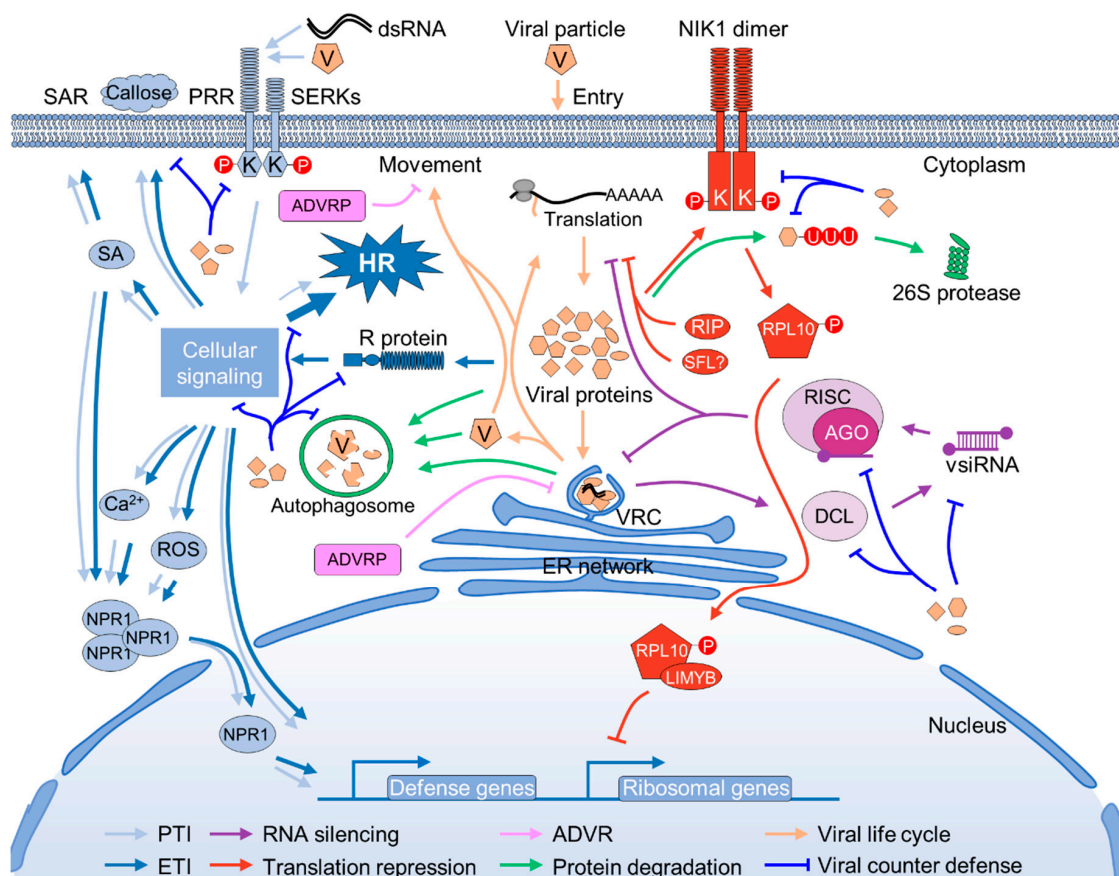 dsRNA
Viral particle
NIK1 dimer
V
V
SAR
Callose
PRR
SERKs
Entry
P
K
K
P
Movement
Cytoplasm
ADVRP
AAAAA
Translation
P
K
K
P
SA
HR
UUU
26S protease
Cellular
signaling
R protein
RIP
SFL?
RPL10
P
Viral proteins
RISC
AGO
vsiRNA
V
V
Autophagosome
Ca2+
VRC
DCL
ROS
ADVRP
ER network
NPR1
NPR1
NPR1
RPL10
P
LIMYB
Nucleus
NPR1
Defense genes
Ribosomal genes
PTI
RNA silencing
ADVR
Viral life cycle
ETI
Translation repression
Protein degradation
Viral counter defense